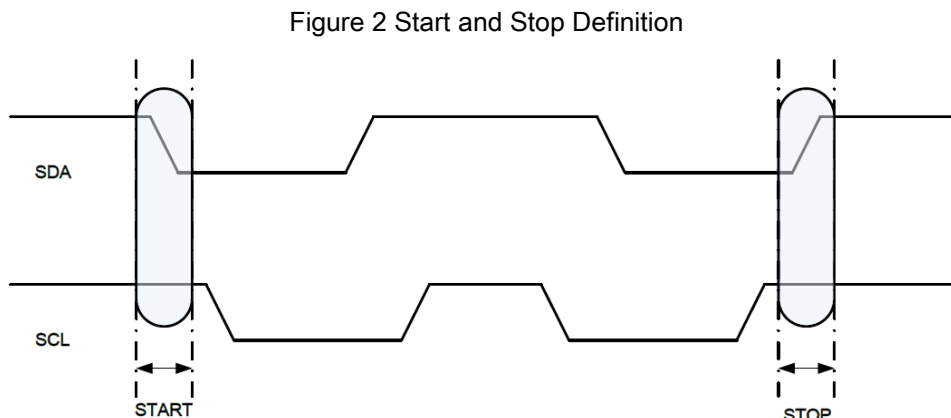 Figure 2 Start and Stop Definition
SDA
SCL
START
STOP